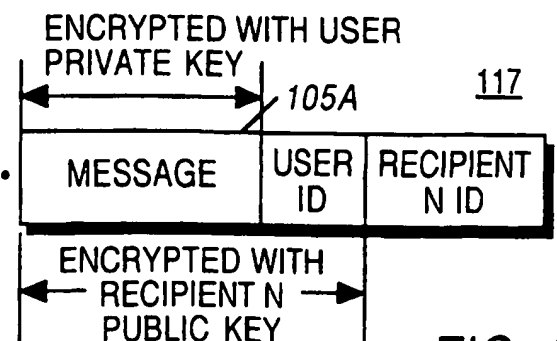 ENCRYPTED WITH USER
PRIVATE KEY
105A
117
MESSAGE
USER
ID
RECIPIENT
N ID
ENCRYPTED WITH
RECIPIENT N
PUBLIC KEY